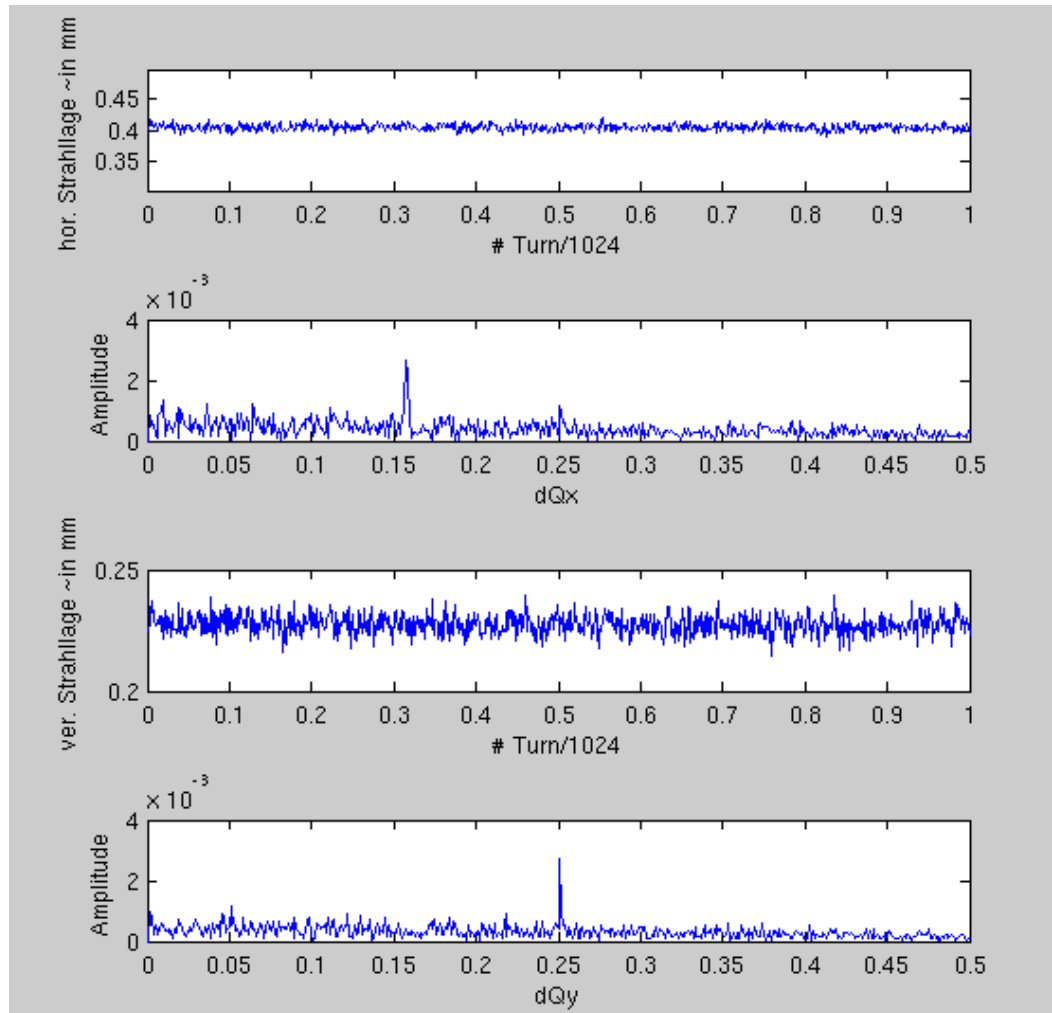 hor. Strahllage ~in mm
0.45
0.4
0.35
0 0.1 0.2 0.3 0.4 0.5 0.6 0.7 0.8 0.9 1
# Turn/1024
× 10⁻³
Amplitude
4
2
0
0 0.05 0.1 0.15 0.2 0.25 0.3 0.35 0.4 0.45 0.5
dQx
ver. Strahllage ~in mm
0.25
0.2
0 0.1 0.2 0.3 0.4 0.5 0.6 0.7 0.8 0.9 1
# Turn/1024
× 10⁻³
Amplitude
4
2
0
0 0.05 0.1 0.15 0.2 0.25 0.3 0.35 0.4 0.45 0.5
dQy